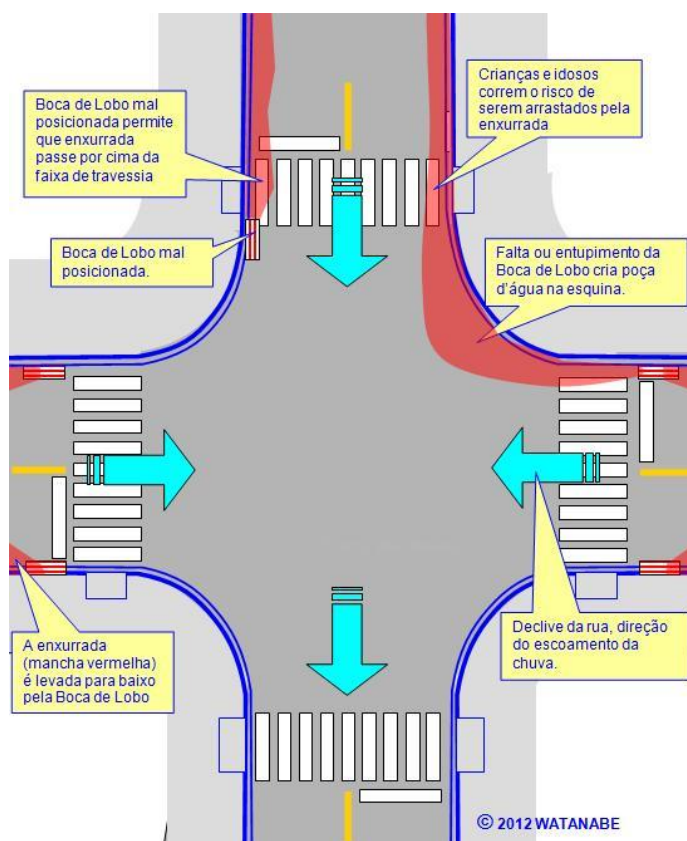 Boca de Lobo mal
posicionada permite
que enxurrada
passe por cima da
faixa de travessia
Crianças e idosos
correm o risco de
serem arrastados pela
enxurrada
Boca de Lobo mal
posicionada.
Falta ou entupimento da
Boca de Lobo cria poça
d'água na esquina.
A enxurrada
(mancha vermelha)
é levada para baixo
pela Boca de Lobo
Declive da rua, direção
do escoamento da
chuva.
© 2012 WATANABE